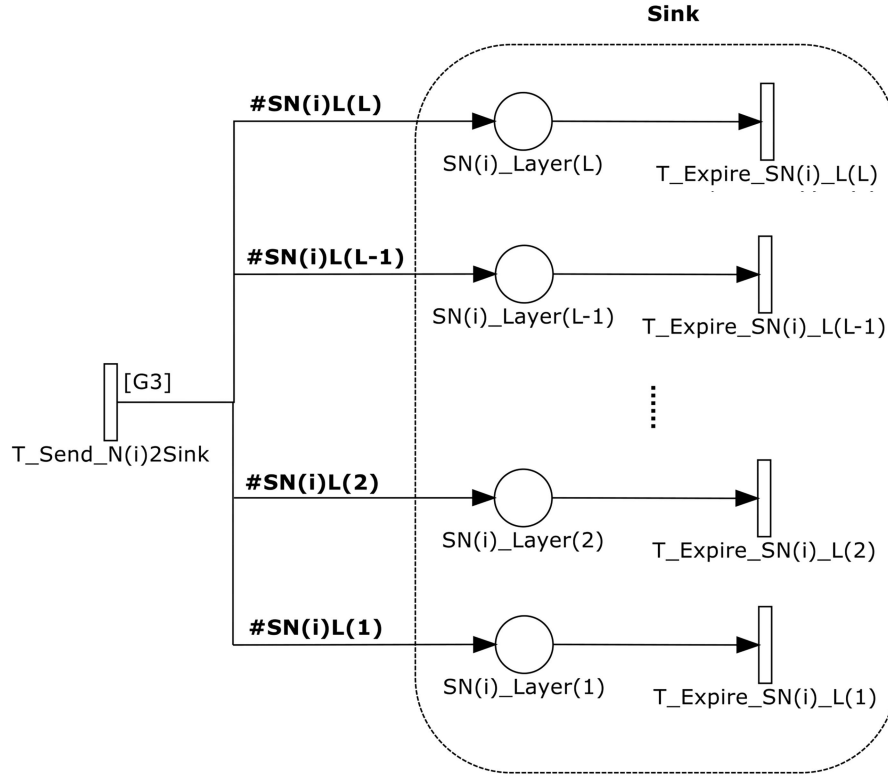 Sink
#SN(i)L(L)
SN(i)_Layer(L)
T_Expire_SN(i)_L(L)
#SN(i)L(L-1)
SN(i)_Layer(L-1)
T_Expire_SN(i)_L(L-1)
[G3]
T_Send_N(i)2Sink
#SN(i)L(2)
SN(i)_Layer(2)
T_Expire_SN(i)_L(2)
#SN(i)L(1)
SN(i)_Layer(1)
T_Expire_SN(i)_L(1)